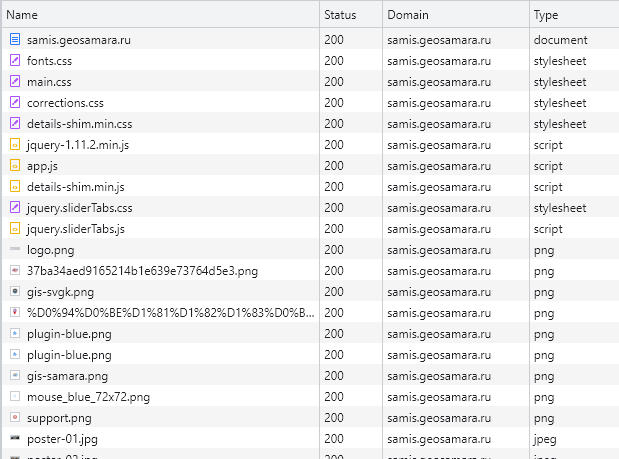 Name Status Domain Type
samis.geosamara.ru 200 samis.geosamara.ru document
fonts.css 200 samis.geosamara.ru stylesheet
main.css 200 samis.geosamara.ru stylesheet
corrections.css 200 samis.geosamara.ru stylesheet
details-shim.min.css 200 samis.geosamara.ru stylesheet
jquery-1.11.2.min.js 200 samis.geosamara.ru script
app.js 200 samis.geosamara.ru script
details-shim.min.js 200 samis.geosamara.ru script
jquery.sliderTabs.css 200 samis.geosamara.ru stylesheet
jquery.sliderTabs.js 200 samis.geosamara.ru script
logo.png 200 samis.geosamara.ru png
37ba34aed9165214b1e639e73764d5e3.png 200 samis.geosamara.ru png
gis-svgk.png 200 samis.geosamara.ru png
%D0%94%D0%BE%D1%81%D1%82%D1%83%D0%B... 200 samis.geosamara.ru png
plugin-blue.png 200 samis.geosamara.ru png
plugin-blue.png 200 samis.geosamara.ru png
gis-samara.png 200 samis.geosamara.ru png
mouse_blue_72x72.png 200 samis.geosamara.ru png
support.png 200 samis.geosamara.ru png
poster-01.jpg 200 samis.geosamara.ru jpeg